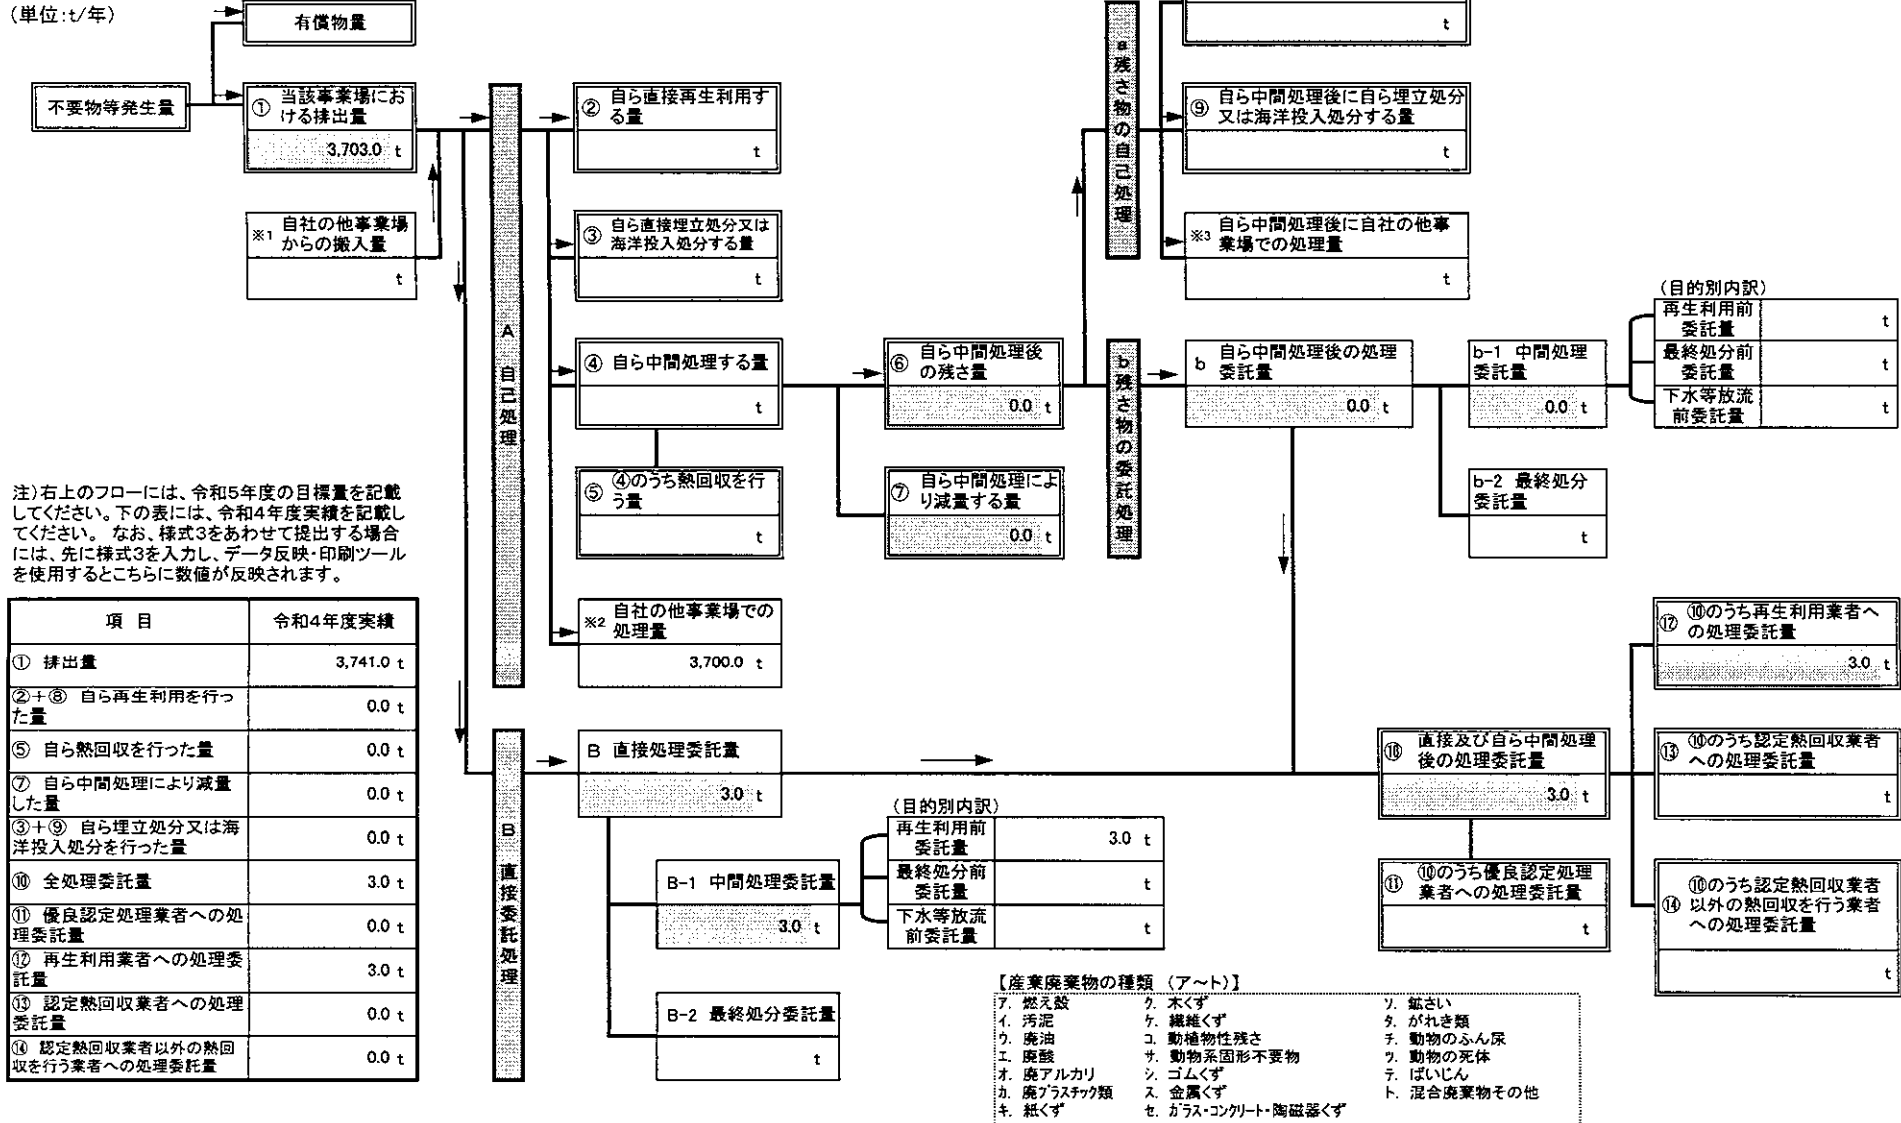 (単位:t/年)
有償物量
不要物等発生量
① 当該事業場にお
ける排出量
3,703.0 t
※1 自社の他事業場
からの搬入量
t
A 自己処理
② 自ら直接再生利用す
る量
t
③ 自ら直接埋立処分又は
海洋投入処分する量
t
④ 自ら中間処理する量
t
⑤ ④のうち熱回収を行
う量
t
※2 自社の他事業場での
処理量
3,700.0 t
⑥ 自ら中間処理後
の残さ量
0.0 t
⑦ 自ら中間処理によ
り減量する量
0.0 t
a 残さ物の自己処理
t
⑨ 自ら中間処理後に自ら埋立処分
又は海洋投入処分する量
t
※3 自ら中間処理後に自社の他事
業場での処理量
t
b 残さ物の委託処理
b 自ら中間処理後の処理
委託量
0.0 t
b-1 中間処理
委託量
0.0 t
b-2 最終処分
委託量
t
(目的別内訳)
再生利用前
委託量
t
最終処分前
委託量
t
下水等放流
前委託量
t
注)右上のフローには、令和5年度の目標量を記載
してください。下の表には、令和4年度実績を記載し
てください。 なお、様式3をあわせて提出する場合
には、先に様式3を入力し、データ反映・印刷ツール
を使用するとこちらに数値が反映されます。
項 目 令和4年度実績
① 排出量 3,741.0 t
②+⑧ 自ら再生利用を行っ
た量
0.0 t
⑤ 自ら熱回収を行った量 0.0 t
⑦ 自ら中間処理により減量
した量
0.0 t
③+⑨ 自ら埋立処分又は海
洋投入処分を行った量
0.0 t
⑩ 全処理委託量 3.0 t
⑪ 優良認定処理業者への処
理委託量
0.0 t
⑫ 再生利用業者への処理委
託量
3.0 t
⑬ 認定熱回収業者への処理
委託量
0.0 t
⑭ 認定熱回収業者以外の熱回
収を行う業者への処理委託量
0.0 t
B 直接委託処理
B 直接処理委託量
3.0 t
B-1 中間処理委託量
3.0 t
B-2 最終処分委託量
t
(目的別内訳)
再生利用前
委託量
3.0 t
最終処分前
委託量
t
下水等放流
前委託量
t
⑩ 直接及び自ら中間処理
後の処理委託量
3.0 t
⑪ ⑩のうち優良認定処理
業者への処理委託量
t
⑫ ⑩のうち再生利用業者へ
の処理委託量
3.0 t
⑬ ⑩のうち認定熱回収業者
への処理委託量
t
⑭ ⑩のうち認定熱回収業者
以外の熱回収を行う業者
への処理委託量
t
【産業廃棄物の種類 (ア~ト)】
ア. 燃え殻 ク. 木くず ソ. 鉱さい
イ. 汚泥 ケ. 繊維くず タ. がれき類
ウ. 廃油 コ. 動植物性残さ チ. 動物のふん尿
エ. 廃酸 サ. 動物系固形不要物 ツ. 動物の死体
オ. 廃アルカリ シ. ゴムくず テ. ばいじん
カ. 廃プラスチック類 ス. 金属くず ト. 混合廃棄物その他
キ. 紙くず セ. ガラス・コンクリート・陶磁器くず